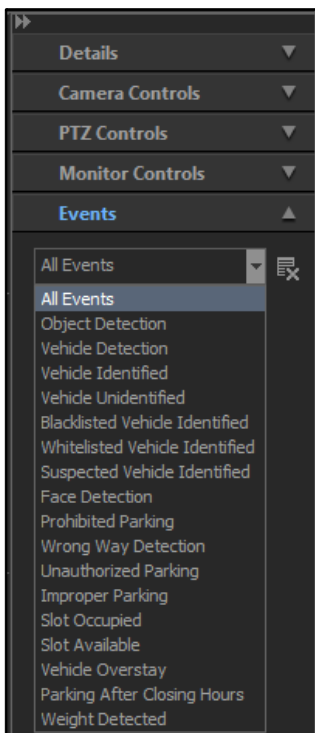 Details
Camera Controls
PTZ Controls
Monitor Controls
Events
All Events
All Events
Object Detection
Vehicle Detection
Vehicle Identified
Vehicle Unidentified
Blacklisted Vehicle Identified
Whitelisted Vehicle Identified
Suspected Vehicle Identified
Face Detection
Prohibited Parking
Wrong Way Detection
Unauthorized Parking
Improper Parking
Slot Occupied
Slot Available
Vehicle Overstay
Parking After Closing Hours
Weight Detected